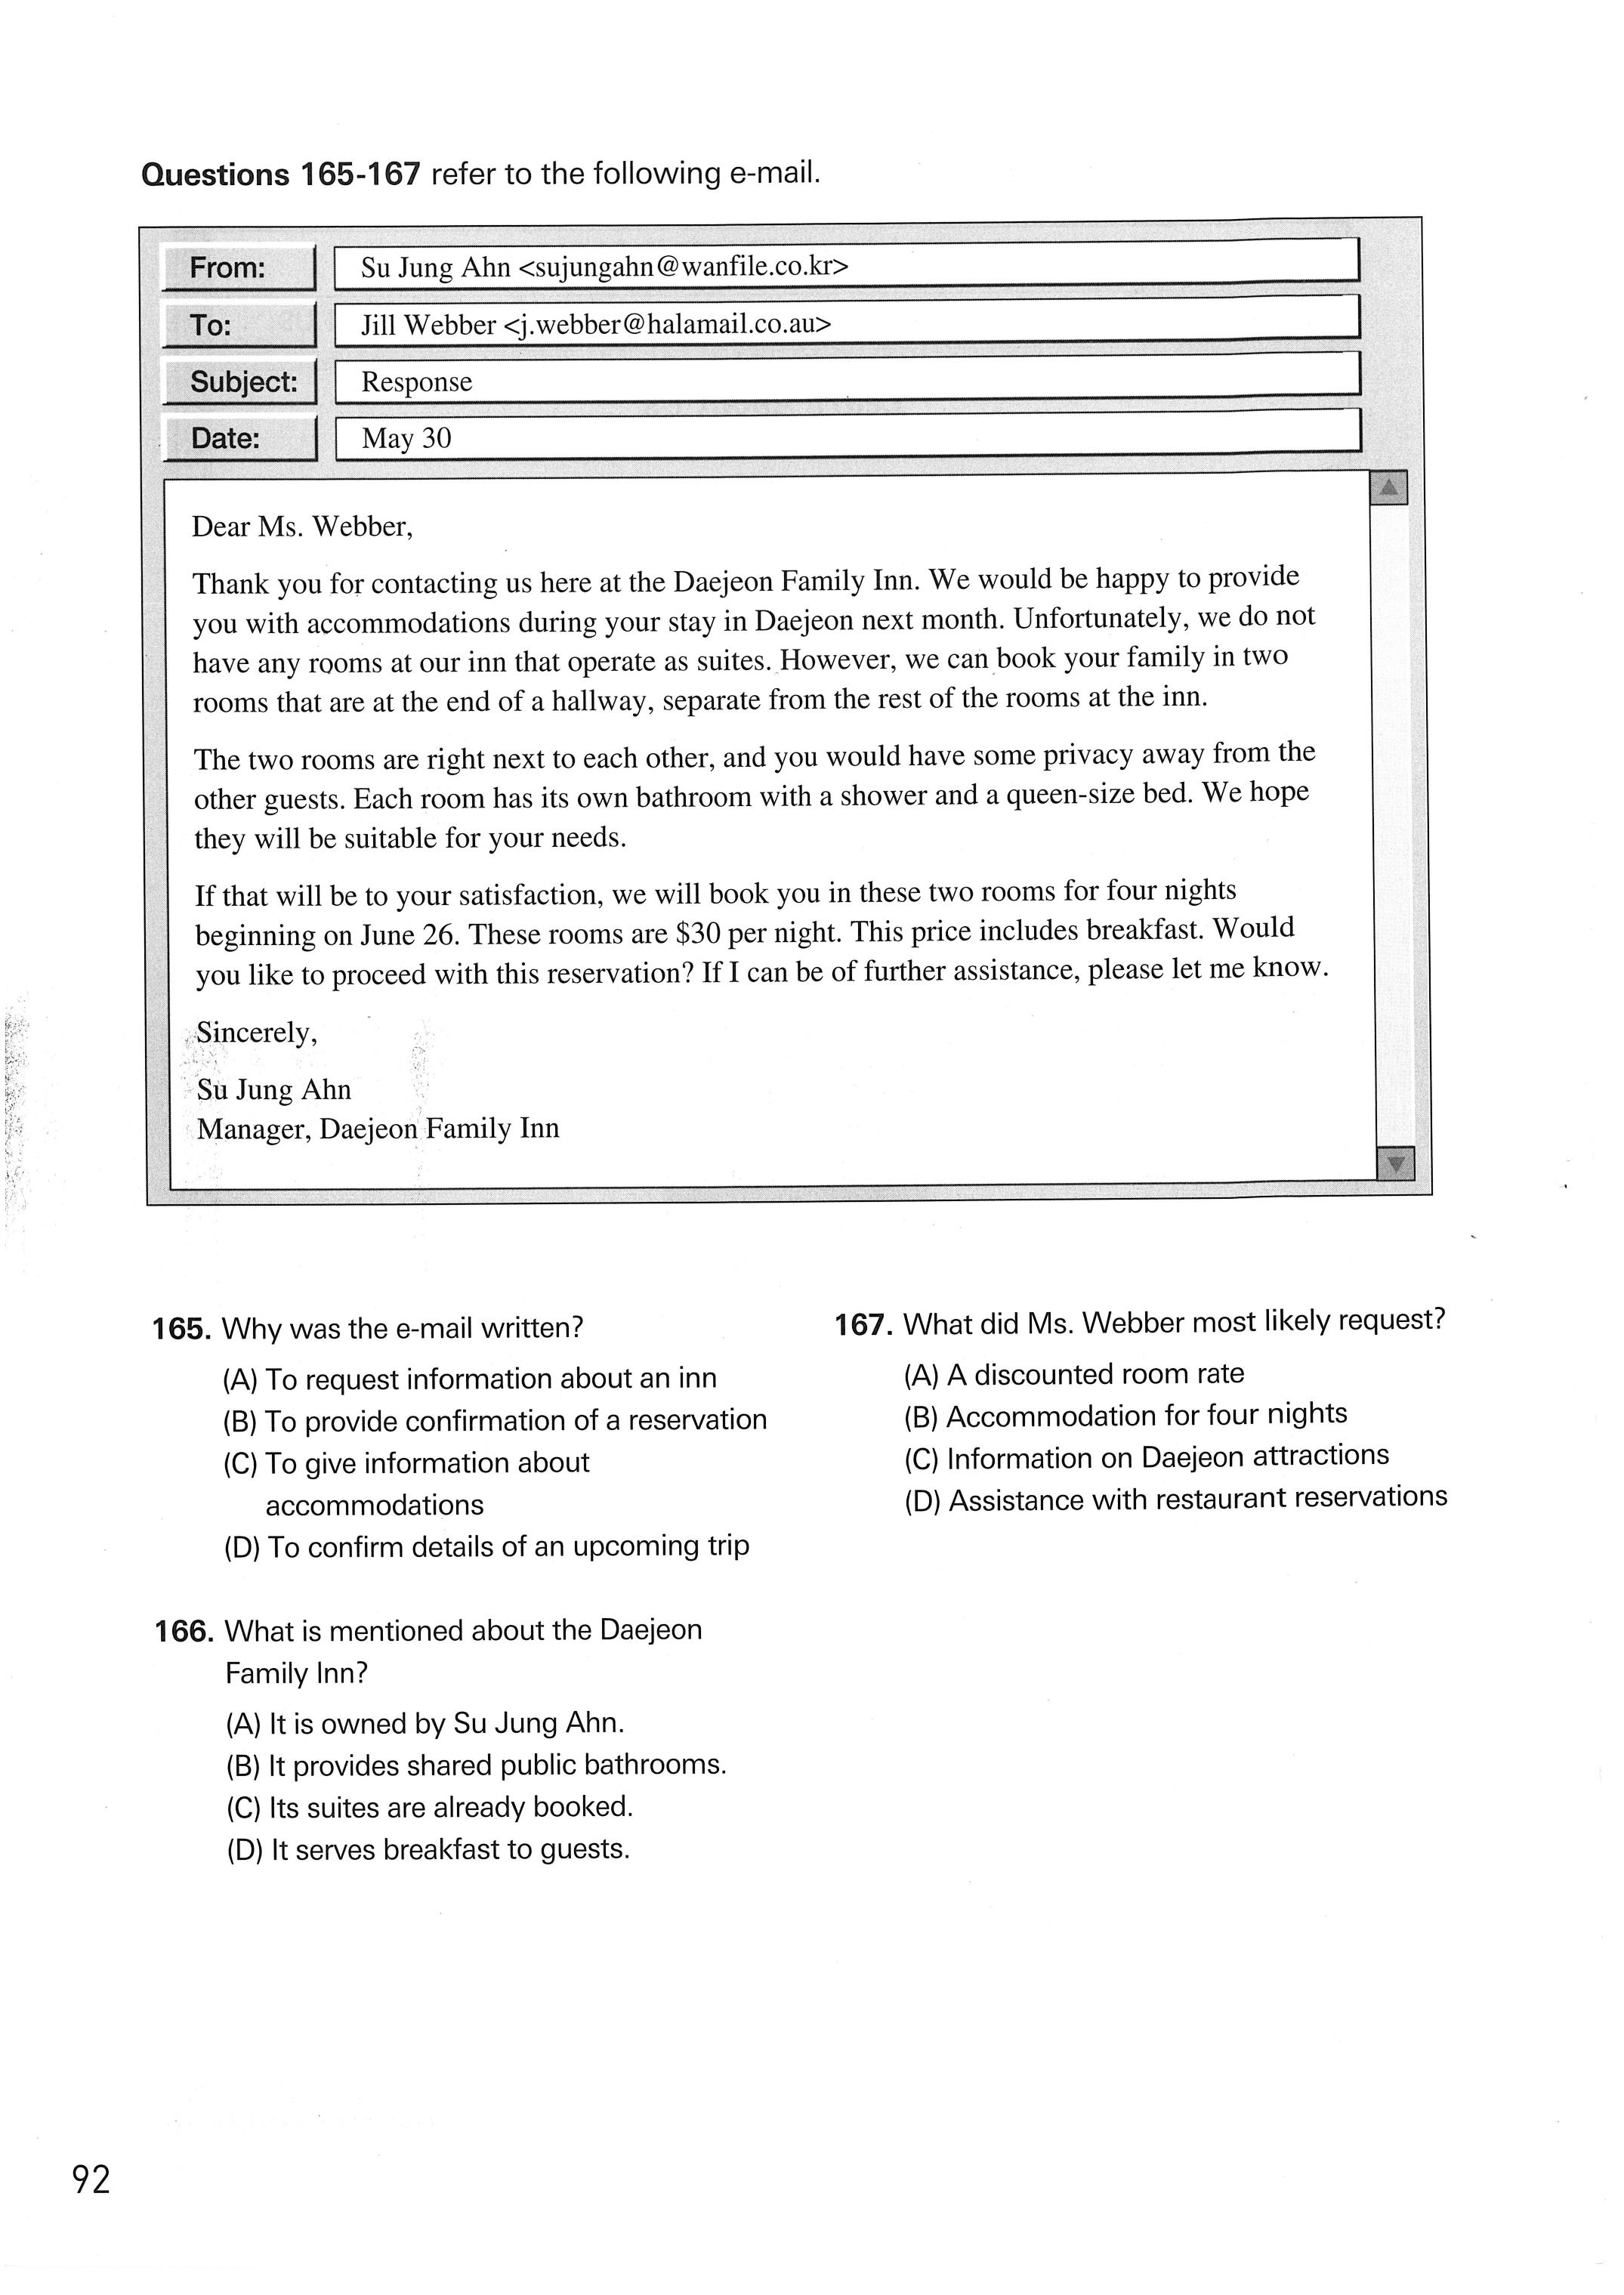 Questions 165-167 refer to the following e-mail.
From: Su Jung Ahn <sujungahn@wanfile.co.kr>
To: Jill Webber <j.webber@halamail.co.au>
Subject: Response
Date: May 30
Dear Ms. Webber,
Thank you for contacting us here at the Daejeon Family Inn. We would be happy to provide
you with accommodations during your stay in Daejeon next month. Unfortunately, we do not
have any rooms at our inn that operate as suites. However, we can book your family in two
rooms that are at the end of a hallway, separate from the rest of the rooms at the inn.
The two rooms are right next to each other, and you would have some privacy away from the
other guests. Each room has its own bathroom with a shower and a queen-size bed. We hope
they will be suitable for your needs.
If that will be to your satisfaction, we will book you in these two rooms for four nights
beginning on June 26. These rooms are $30 per night. This price includes breakfast. Would
you like to proceed with this reservation? If I can be of further assistance, please let me know.
Sincerely,
Su Jung Ahn
Manager, Daejeon Family Inn
165. Why was the e-mail written?
(A) To request information about an inn
(B) To provide confirmation of a reservation
(C) To give information about
accommodations
(D) To confirm details of an upcoming trip
166. What is mentioned about the Daejeon
Family Inn?
(A) It is owned by Su Jung Ahn.
(B) It provides shared public bathrooms.
(C) Its suites are already booked.
(D) It serves breakfast to guests.
167. What did Ms. Webber most likely request?
(A) A discounted room rate
(B) Accommodation for four nights
(C) Information on Daejeon attractions
(D) Assistance with restaurant reservations
92